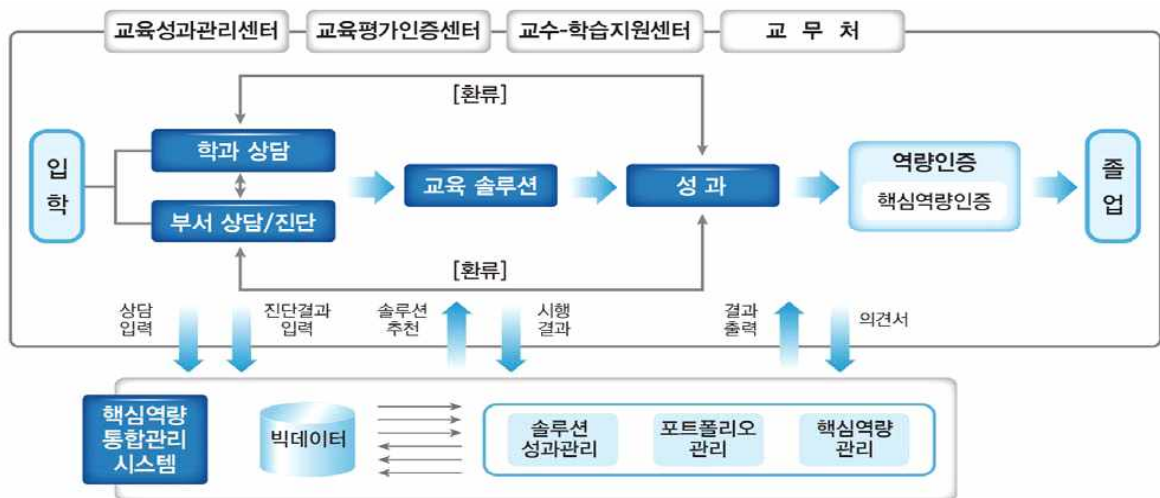 교육성과관리센터
교육평가인증센터
교수-학습지원센터
교 무 처
[환류]
입
학
학과 상담
부서 상담/진단
교육 솔루션
성 과
역량인증
핵심역량인증
졸
업
[환류]
상담
입력
진단결과
입력
솔루션
추천
시행
결과
결과
출력
의견서
핵심역량
통합관리
시스템
빅데이터
솔루션
성과관리
포트폴리오
관리
핵심역량
관리